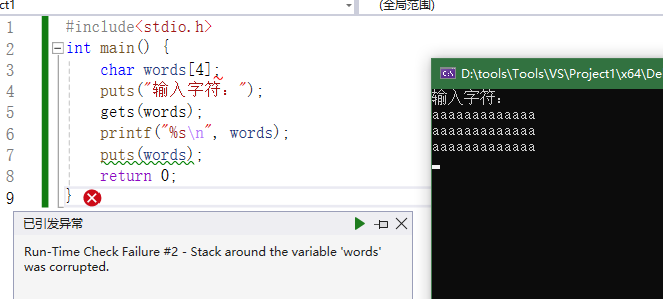 ct1
(全局范围)
1 #include<stdio.h>
2 int main() {
3 char words[4];
4 puts("输入字符：");
5 gets(words);
6 printf("%s\n", words);
7 puts(words);
8 return 0;
9 }
已引发异常
Run-Time Check Failure #2 - Stack around the variable 'words'
was corrupted.
D:\tools\Tools\VS\Project1\x64\De
输入字符：
aaaaaaaaaaaaa
aaaaaaaaaaaaa
aaaaaaaaaaaaa